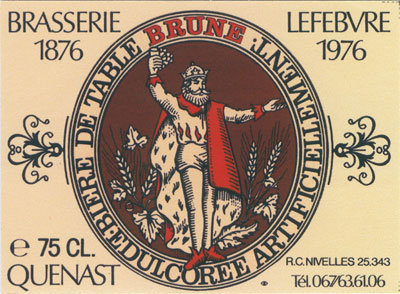 BRASSERIE LEFEBVRE
1876 1976
BIERE DE TABLE BRUNE EDULCOREE ARTIFICIELLEMENT.
℮ 75 CL.
QUENAST
R.C. NIVELLES 25.343
Tél. 067/63.61.06